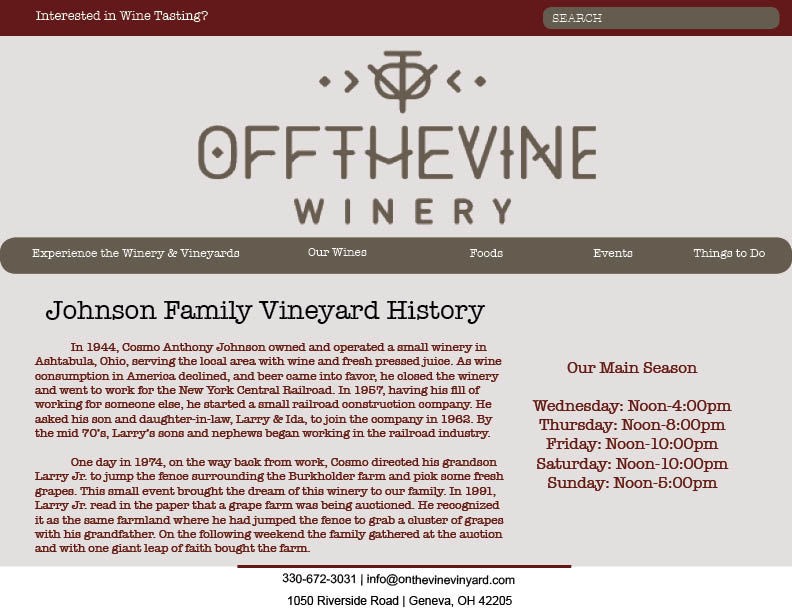 Interested in Wine Tasting?
SEARCH
OFFTHEVINE
WINERY
Experience the Winery & Vineyards
Our Wines
Foods
Events
Things to Do
Johnson Family Vineyard History
In 1944, Cosmo Anthony Johnson owned and operated a small winery in
Ashtabula, Ohio, serving the local area with wine and fresh pressed juice. As wine
consumption in America declined, and beer came into favor, he closed the winery
and went to work for the New York Central Railroad. In 1957, having his fill of
working for someone else, he started a small railroad construction company. He
asked his son and daughter-in-law, Larry & Ida, to join the company in 1962. By
the mid 70's, Larry's sons and nephews began working in the railroad industry.
One day in 1974, on the way back from work, Cosmo directed his grandson
Larry Jr. to jump the fence surrounding the Burkholder farm and pick some fresh
grapes. This small event brought the dream of this winery to our family. In 1991,
Larry Jr. read in the paper that a grape farm was being auctioned. He recognized
it as the same farmland where he had jumped the fence to grab a cluster of grapes
with his grandfather. On the following weekend the family gathered at the auction
and with one giant leap of faith bought the farm.
Our Main Season
Wednesday: Noon-4:00pm
Thursday: Noon-8:00pm
Friday: Noon-10:00pm
Saturday: Noon-10:00pm
Sunday: Noon-5:00pm
330-672-3031 | info@onthevinevinyard.com
1050 Riverside Road | Geneva, OH 42205